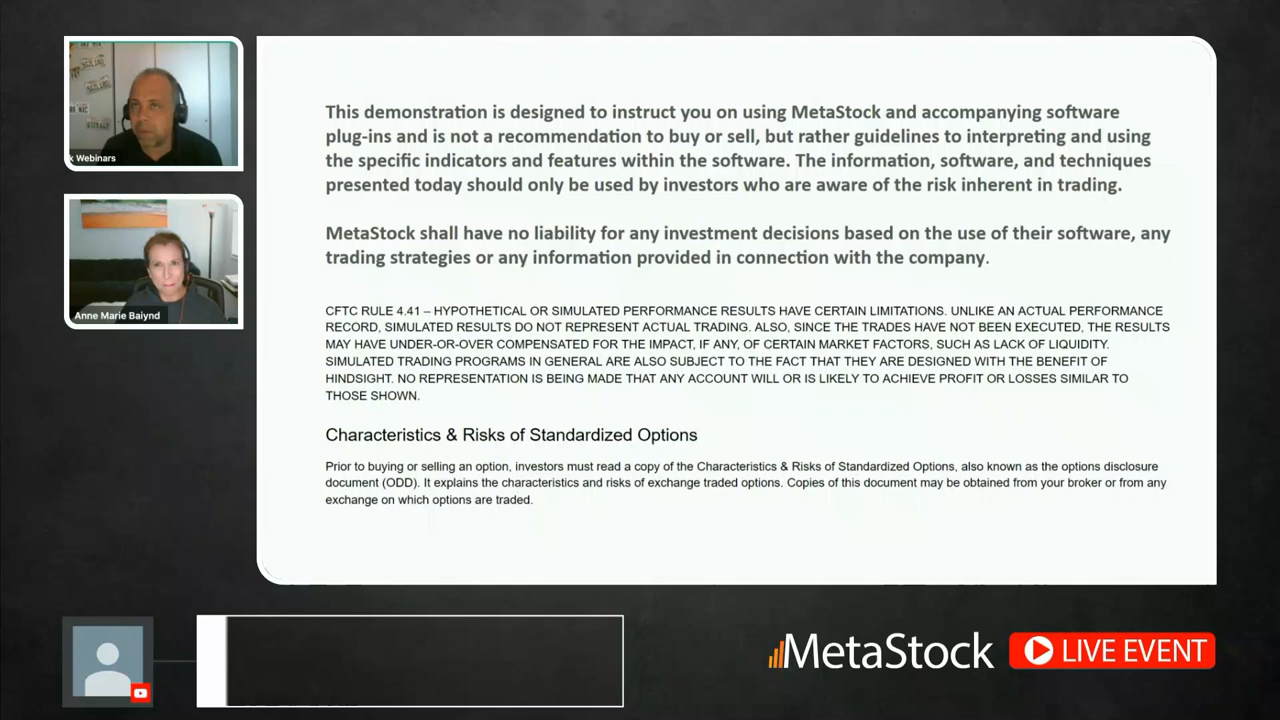 k Webinars
Anne Marie Baiynd
This demonstration is designed to instruct you on using MetaStock and accompanying software
plug-ins and is not a recommendation to buy or sell, but rather guidelines to interpreting and using
the specific indicators and features within the software. The information, software, and techniques
presented today should only be used by investors who are aware of the risk inherent in trading.
MetaStock shall have no liability for any investment decisions based on the use of their software, any
trading strategies or any information provided in connection with the company.
CFTC RULE 4.41 – HYPOTHETICAL OR SIMULATED PERFORMANCE RESULTS HAVE CERTAIN LIMITATIONS. UNLIKE AN ACTUAL PERFORMANCE
RECORD, SIMULATED RESULTS DO NOT REPRESENT ACTUAL TRADING. ALSO, SINCE THE TRADES HAVE NOT BEEN EXECUTED, THE RESULTS
MAY HAVE UNDER-OR-OVER COMPENSATED FOR THE IMPACT, IF ANY, OF CERTAIN MARKET FACTORS, SUCH AS LACK OF LIQUIDITY.
SIMULATED TRADING PROGRAMS IN GENERAL ARE ALSO SUBJECT TO THE FACT THAT THEY ARE DESIGNED WITH THE BENEFIT OF
HINDSIGHT. NO REPRESENTATION IS BEING MADE THAT ANY ACCOUNT WILL OR IS LIKELY TO ACHIEVE PROFIT OR LOSSES SIMILAR TO
THOSE SHOWN.
Characteristics & Risks of Standardized Options
Prior to buying or selling an option, investors must read a copy of the Characteristics & Risks of Standardized Options, also known as the options disclosure
document (ODD). It explains the characteristics and risks of exchange traded options. Copies of this document may be obtained from your broker or from any
exchange on which options are traded.
MetaStock LIVE EVENT